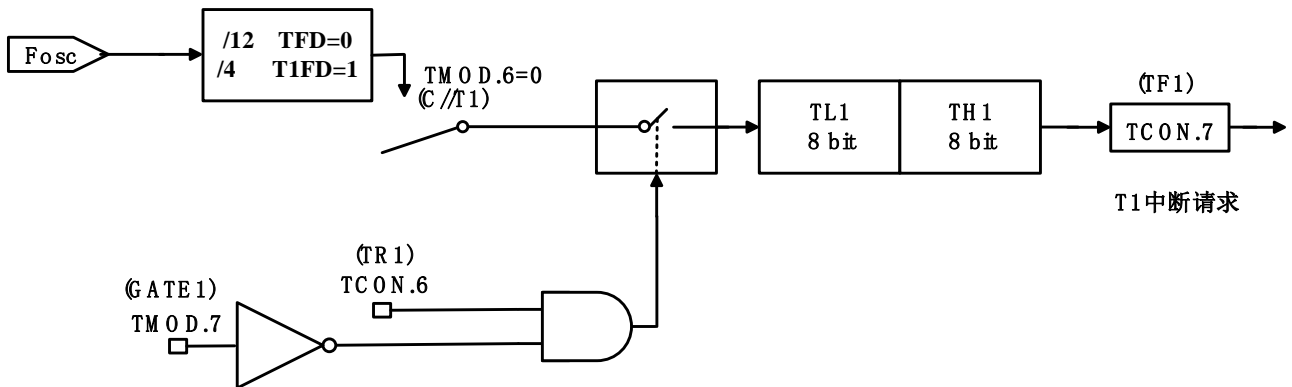 Fosc
/12 TFD=0
/4 T1FD=1
TMOD.6=0
(C//T1)
TL1
8 bit
TH1
8 bit
(TF1)
TCON.7
T1中断请求
(TR1)
TCON.6
(GATE1)
TMOD.7